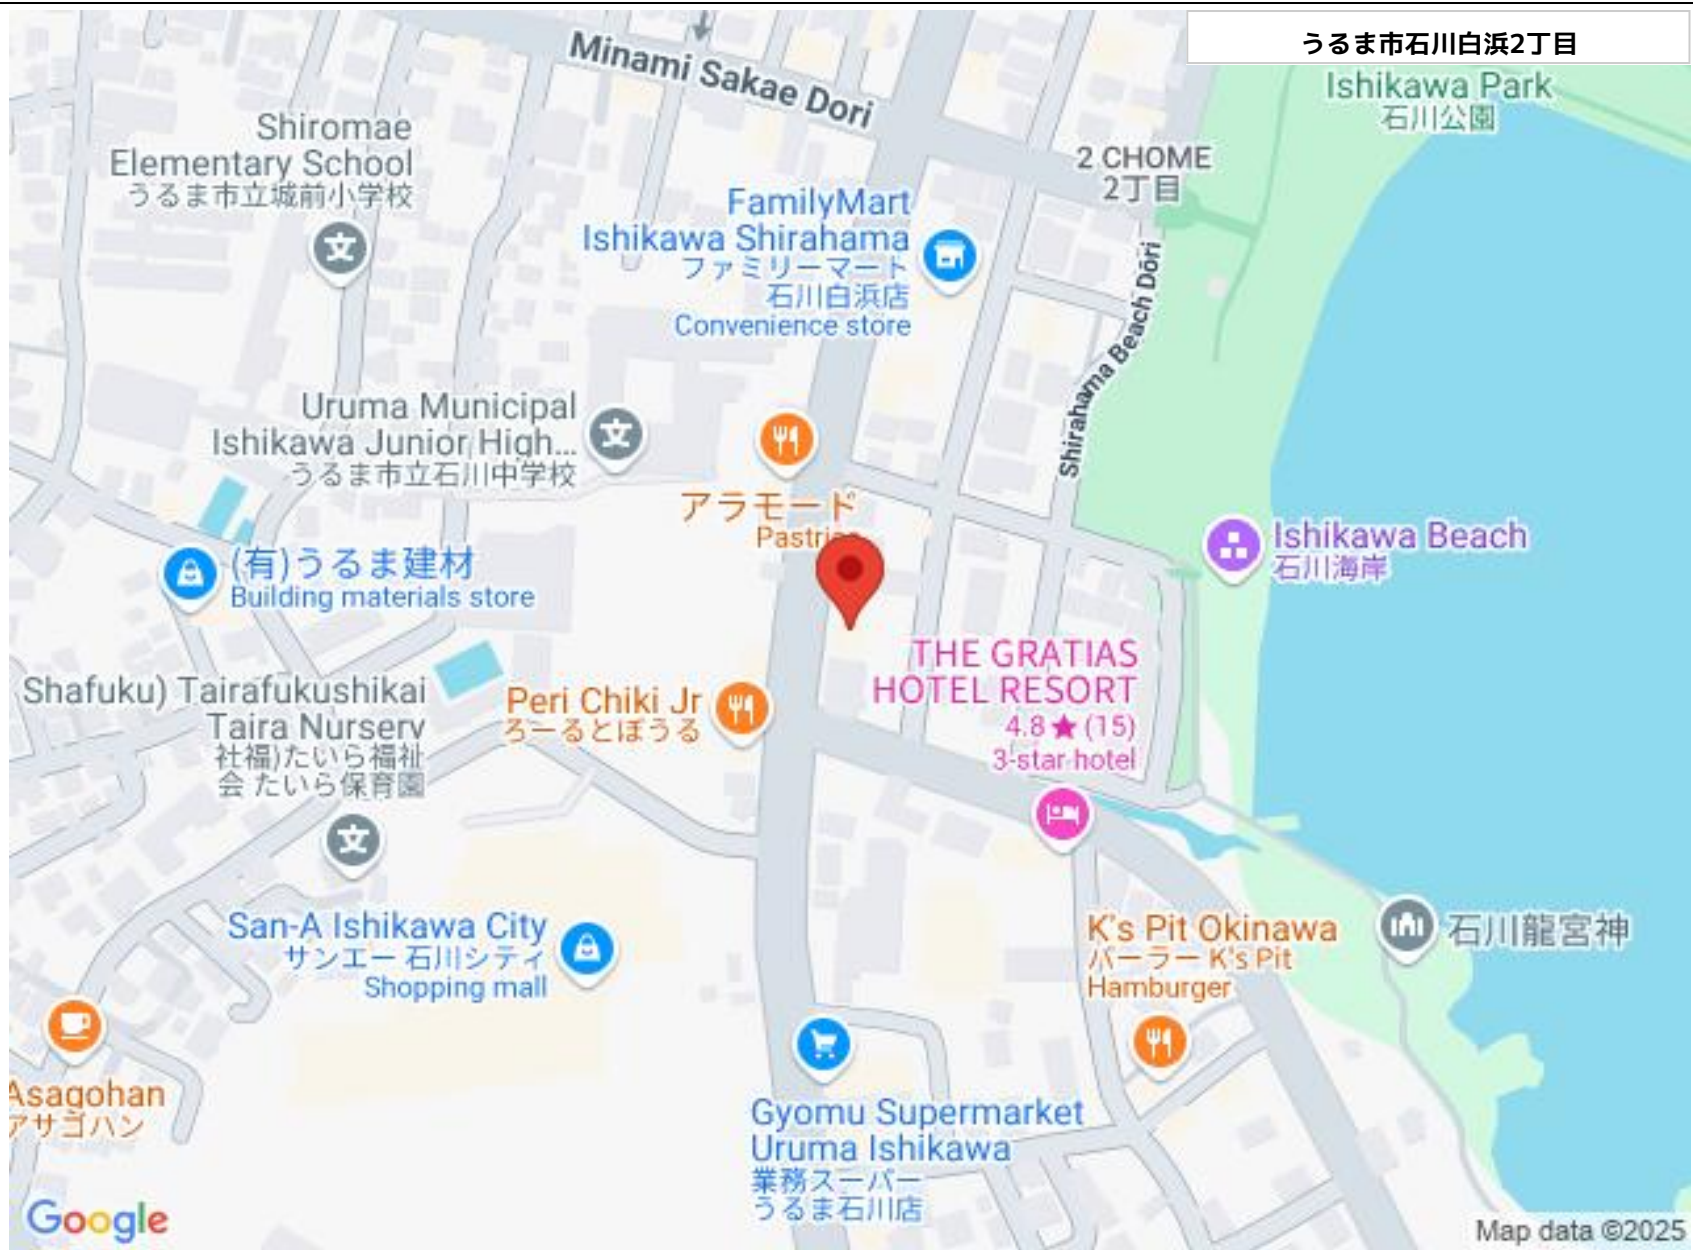 うるま市石川白浜2丁目
Minami Sakae Dori
Ishikawa Park
石川公園
Shiromae
Elementary School
うるま市立城前小学校
2 CHOME
2丁目
FamilyMart
Ishikawa Shirahama
ファミリーマート
石川白浜店
Convenience store
Shirahama Beach Dōri
Uruma Municipal
Ishikawa Junior High...
うるま市立石川中学校
アラモード
Ishikawa Beach
石川海岸
(有)うるま建材
Building materials store
THE GRATIAS
HOTEL RESORT
4.8★(15)
3-star hotel
Shafuku) Tairafukushikai
Taira Nurserv
社福)たいら福祉
会 たいら保育園
Peri Chiki Jr
ろーるとぼうる
San-A Ishikawa City
サンエー 石川シティ
Shopping mall
K's Pit Okinawa
パーラー K's Pit
Hamburger
石川龍宮神
Asagohan
アサゴハン
Gyomu Supermarket
Uruma Ishikawa
業務スーパー
うるま石川店
Google
Map data ©2025